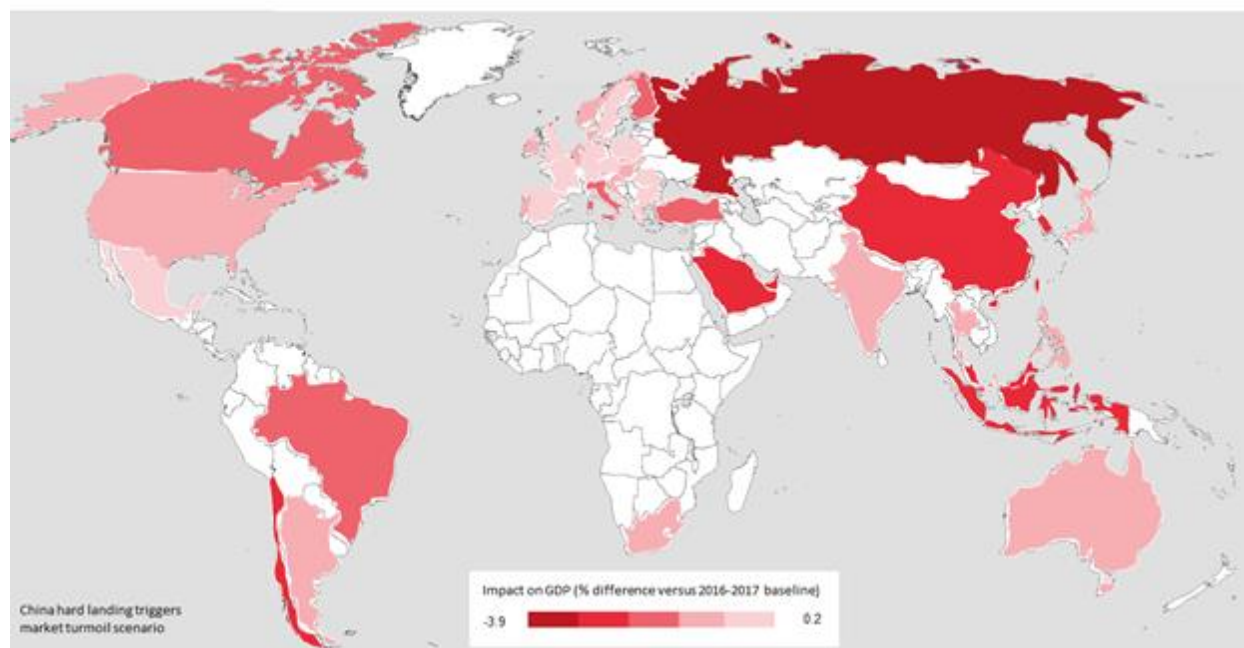 Impact on GDP (% difference versus 2016-2017 baseline)
-3.9
0.2
China hard landing triggers
market turmoil scenario